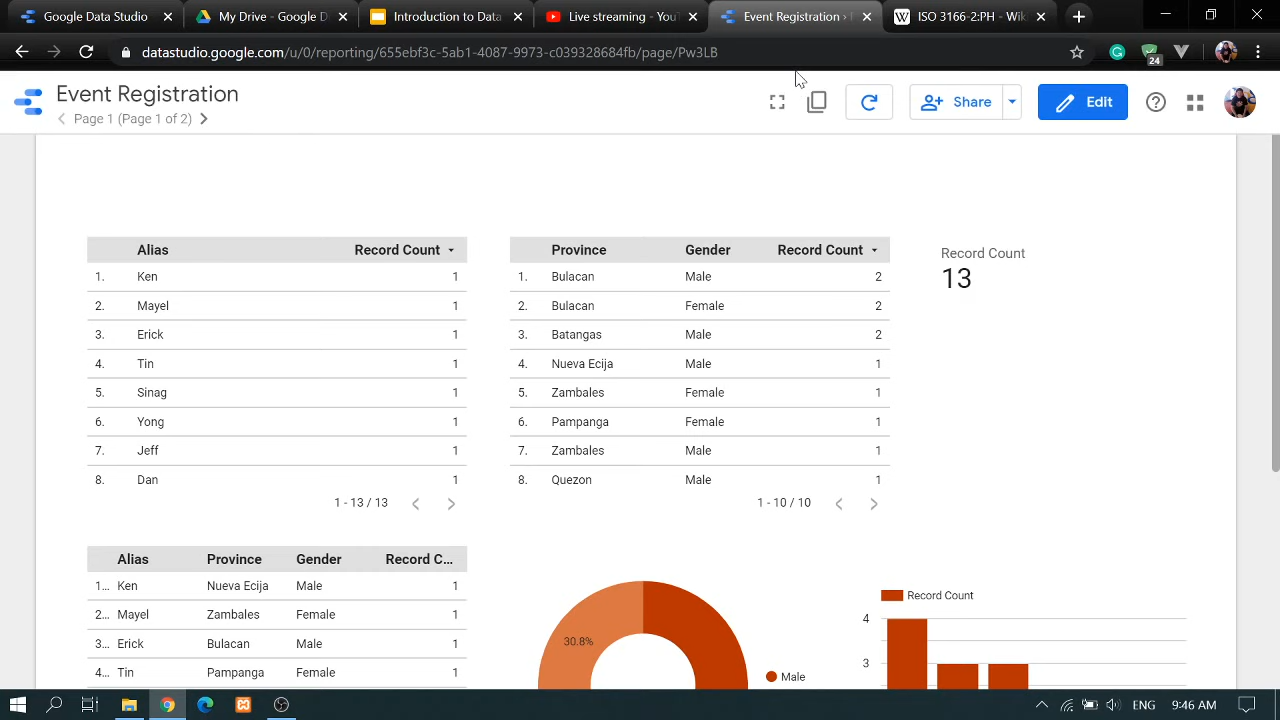 Google Data Studio
My Drive - Google D
Introduction to Data
Live streaming - YouT
Event Registration ›
ISO 3166-2:PH - Wik
datastudio.google.com/u/0/reporting/655ebf3c-5ab1-4087-9973-c039328684fb/page/Pw3LB
24
Event Registration
Page 1 (Page 1 of 2)
Share
Edit
Alias Record Count
1. Ken 1
2. Mayel 1
3. Erick 1
4. Tin 1
5. Sinag 1
6. Yong 1
7. Jeff 1
8. Dan 1
1 - 13 / 13
Province Gender Record Count
1. Bulacan Male 2
2. Bulacan Female 2
3. Batangas Male 2
4. Nueva Ecija Male 1
5. Zambales Female 1
6. Pampanga Female 1
7. Zambales Male 1
8. Quezon Male 1
1 - 10 / 10
Record Count
13
Alias Province Gender Record C...
1... Ken Nueva Ecija Male 1
2... Mayel Zambales Female 1
3... Erick Bulacan Male 1
4... Tin Pampanga Female 1
30.8%
Male
Record Count
4
3
ENG
9:46 AM